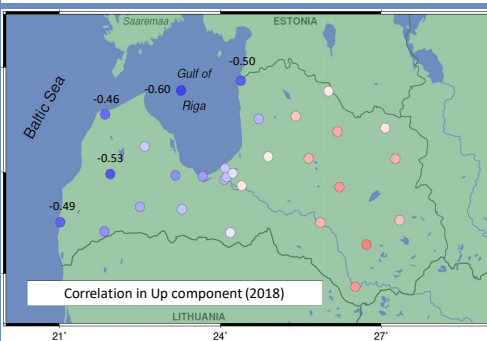 Saaremaa
ESTONIA
-0.50
Gulf of
Riga
-0.60
-0.46
Baltic Sea
-0.53
-0.49
Correlation in Up component (2018)
LITHUANIA
21°
24°
27°